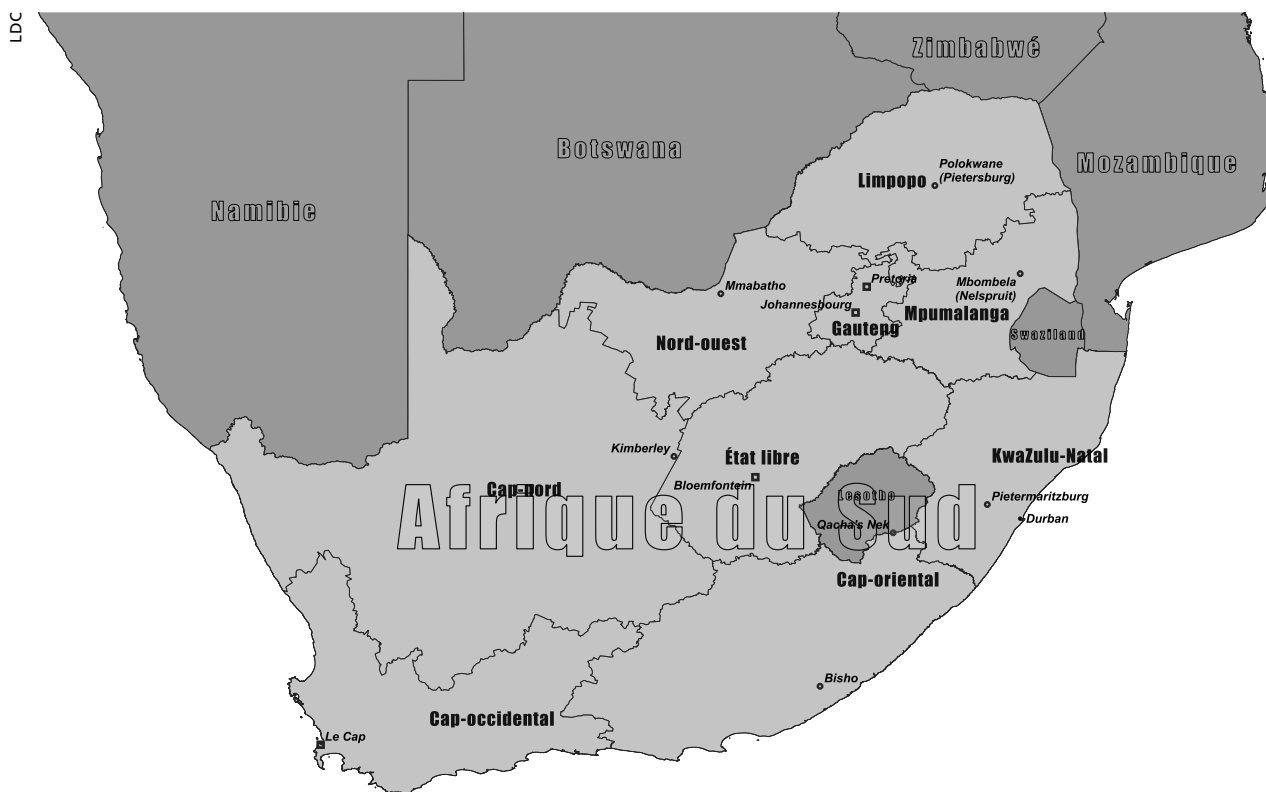 LDC
Zimbabwé
Botswana
Mozambique
Namibie
Limpopo
Polokwane
(Pietersburg)
Mmabatho
Pretoria
Mbombela
(Nelspruit)
Johannesbourg
Gauteng
Mpumalanga
Swaziland
Nord-ouest
Kimberley
État libre
KwaZulu-Natal
Bloemfontein
Cap-nord
Lesotho
Pietermaritzburg
Afrique du Sud
Qacha's Nek
Durban
Cap-oriental
Bisho
Cap-occidental
Le Cap